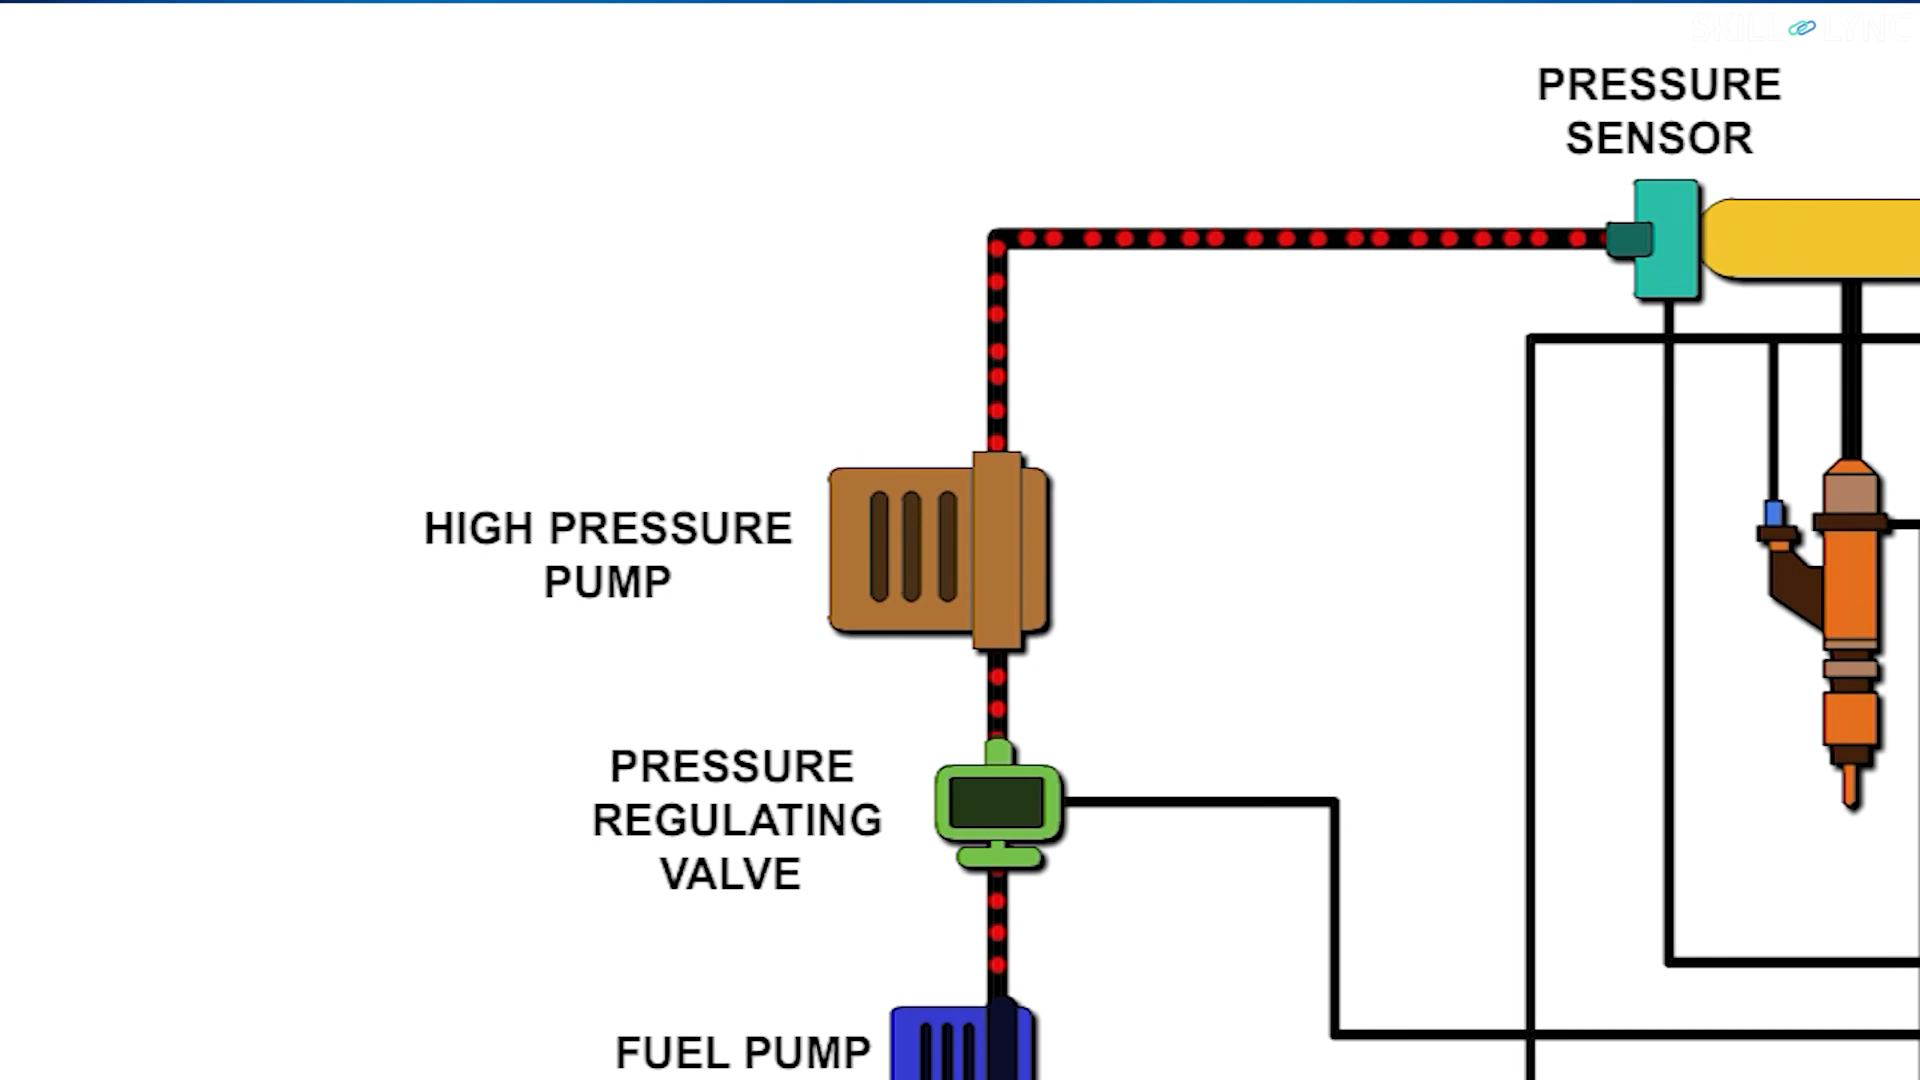 PRESSURE
SENSOR
HIGH PRESSURE
PUMP
PRESSURE
REGULATING
VALVE
FUEL PUMP